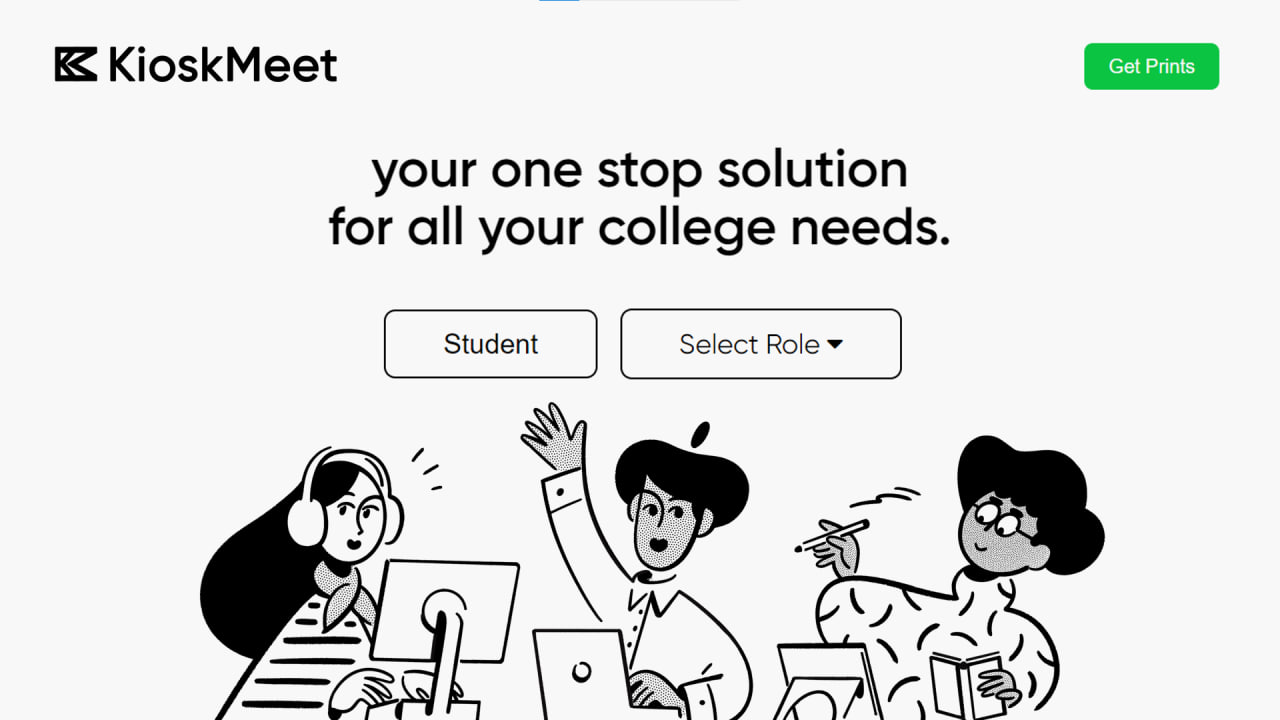 KioskMeet
Get Prints
your one stop solution
for all your college needs.
Student
Select Role